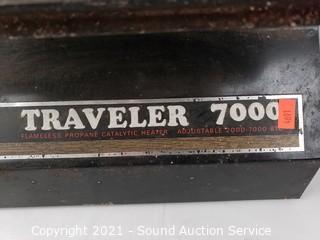 TRAVELER 7000
FLAMELESS PROPANE CATALYTIC HEATER ADJUSTABLE 2000-7000
Copyright 2021 - Sound Auction Service